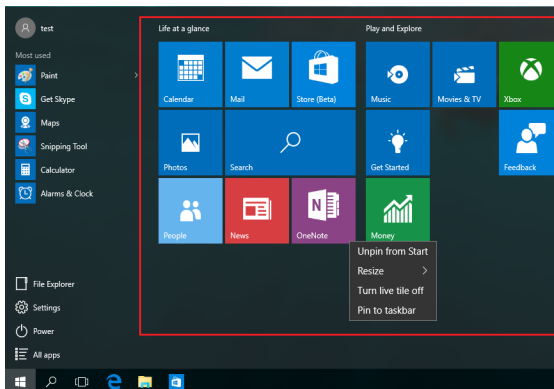 test
Most used
Paint
Get Skype
Maps
Snipping Tool
Calculator
Alarms & Clock
File Explorer
Settings
Power
All apps
Life at a glance
Play and Explore
Calendar
Mail
Store (Beta)
Music
Movies & TV
Xbox
Photos
Search
Get Started
Feedback
People
News
OneNote
Money
Unpin from Start
Resize
Turn live tile off
Pin to taskbar